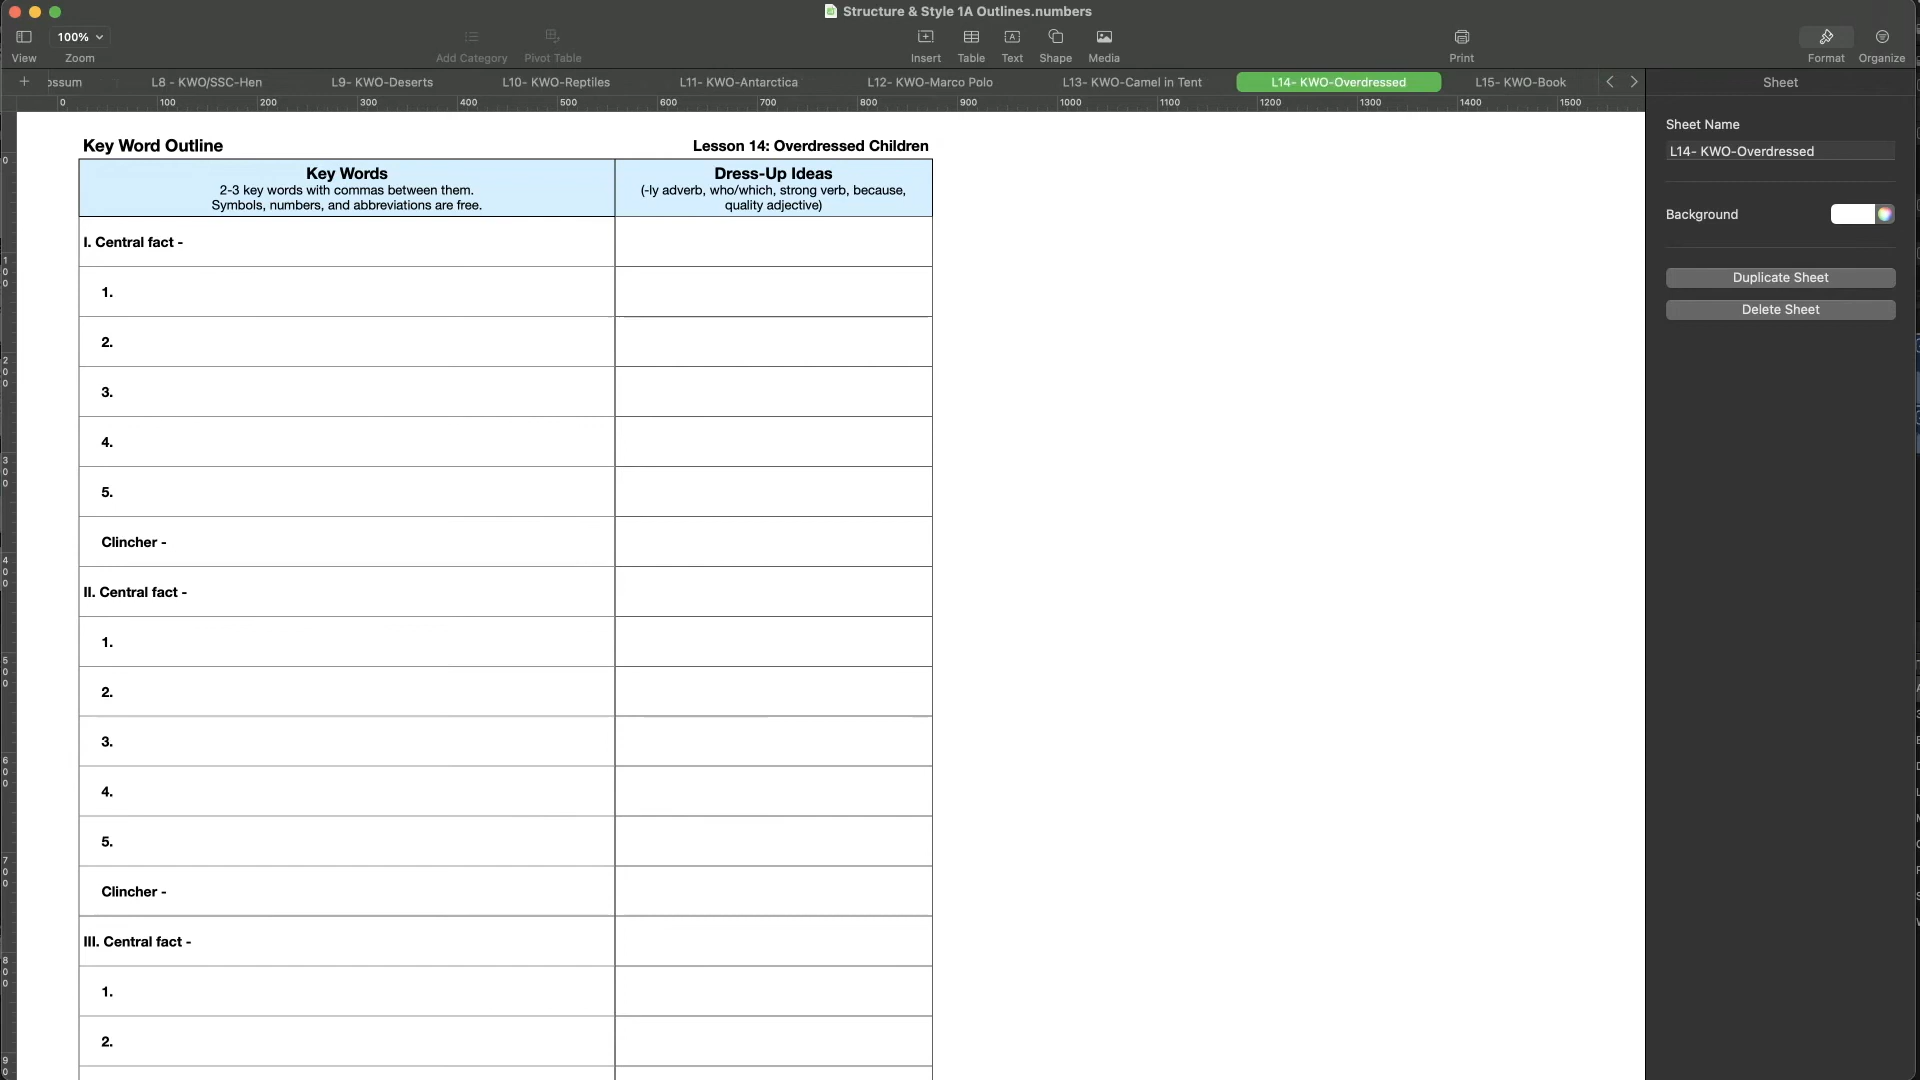 Structure & Style 1A Outlines.numbers
100%
View
Zoom
Add Category
Pivot Table
Insert
Table
Text
Shape
Media
Print
Format
Organize
L8 - KWO/SSC-Hen
L9- KWO-Deserts
L10- KWO-Reptiles
L11- KWO-Antarctica
L12- KWO-Marco Polo
L13- KWO-Camel in Tent
L14- KWO-Overdressed
L15- KWO-Book
Sheet
0 100 200 300 400 500 600 700 800 900 1000 1100 1200 1300 1400 1500
Sheet Name
L14- KWO-Overdressed
Background
Duplicate Sheet
Delete Sheet
Key Word Outline
Lesson 14: Overdressed Children
Key Words
2-3 key words with commas between them.
Symbols, numbers, and abbreviations are free.
Dress-Up Ideas
(-ly adverb, who/which, strong verb, because,
quality adjective)
I. Central fact -
1.
2.
3.
4.
5.
Clincher -
II. Central fact -
1.
2.
3.
4.
5.
Clincher -
III. Central fact -
1.
2.